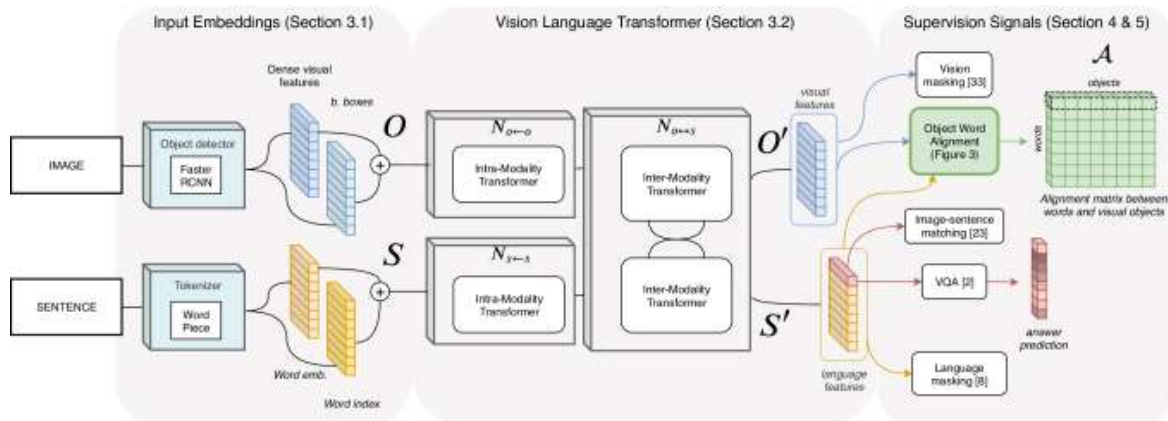 Input Embeddings (Section 3.1)
Vision Language Transformer (Section 3.2)
Supervision Signals (Section 4 & 5)
IMAGE
Object detector
Faster
RCNN
Dense visual
features
b. boxes
O
+
N o←o
Intra-Modality
Transformer
SENTENCE
Tokenizer
Word
Piece
Word emb.
Word index
S
+
N s←s
Intra-Modality
Transformer
N o↔s
Inter-Modality
Transformer
Inter-Modality
Transformer
O'
S'
visual
features
language
features
Vision
masking [33]
Object Word
Alignment
(Figure 3)
A
objects
words
Alignment matrix between
words and visual objects
Image-sentence
matching [23]
VQA [2]
answer
prediction
Language
masking [8]